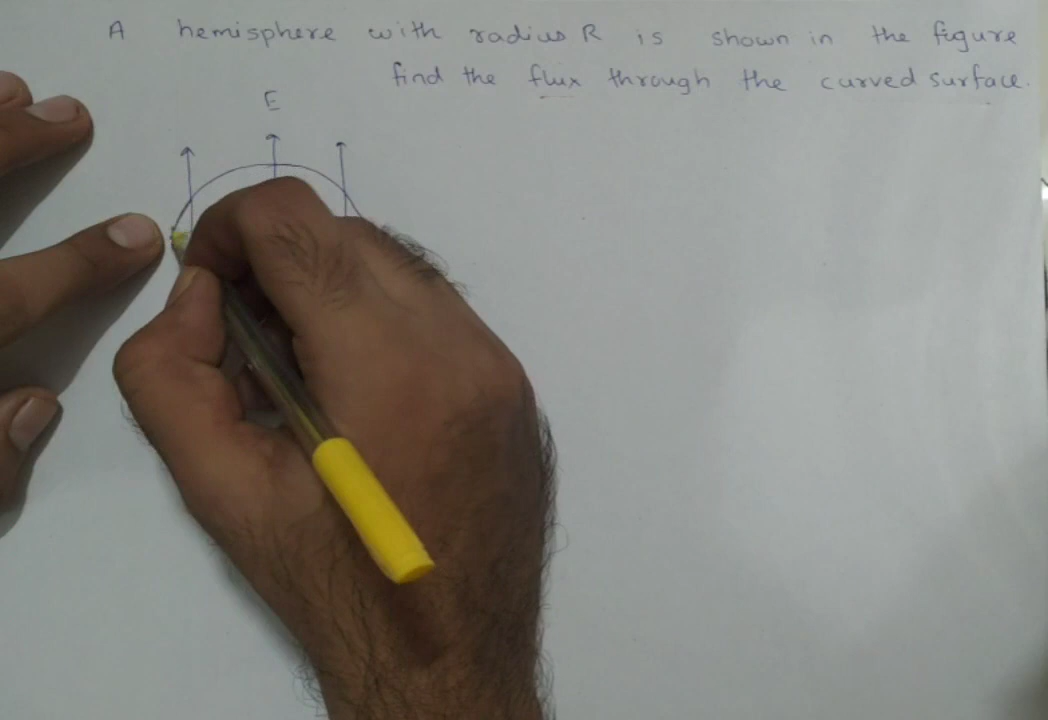 A hemisphere with radius R is shown in the figure
find the flux through the curved surface.
E